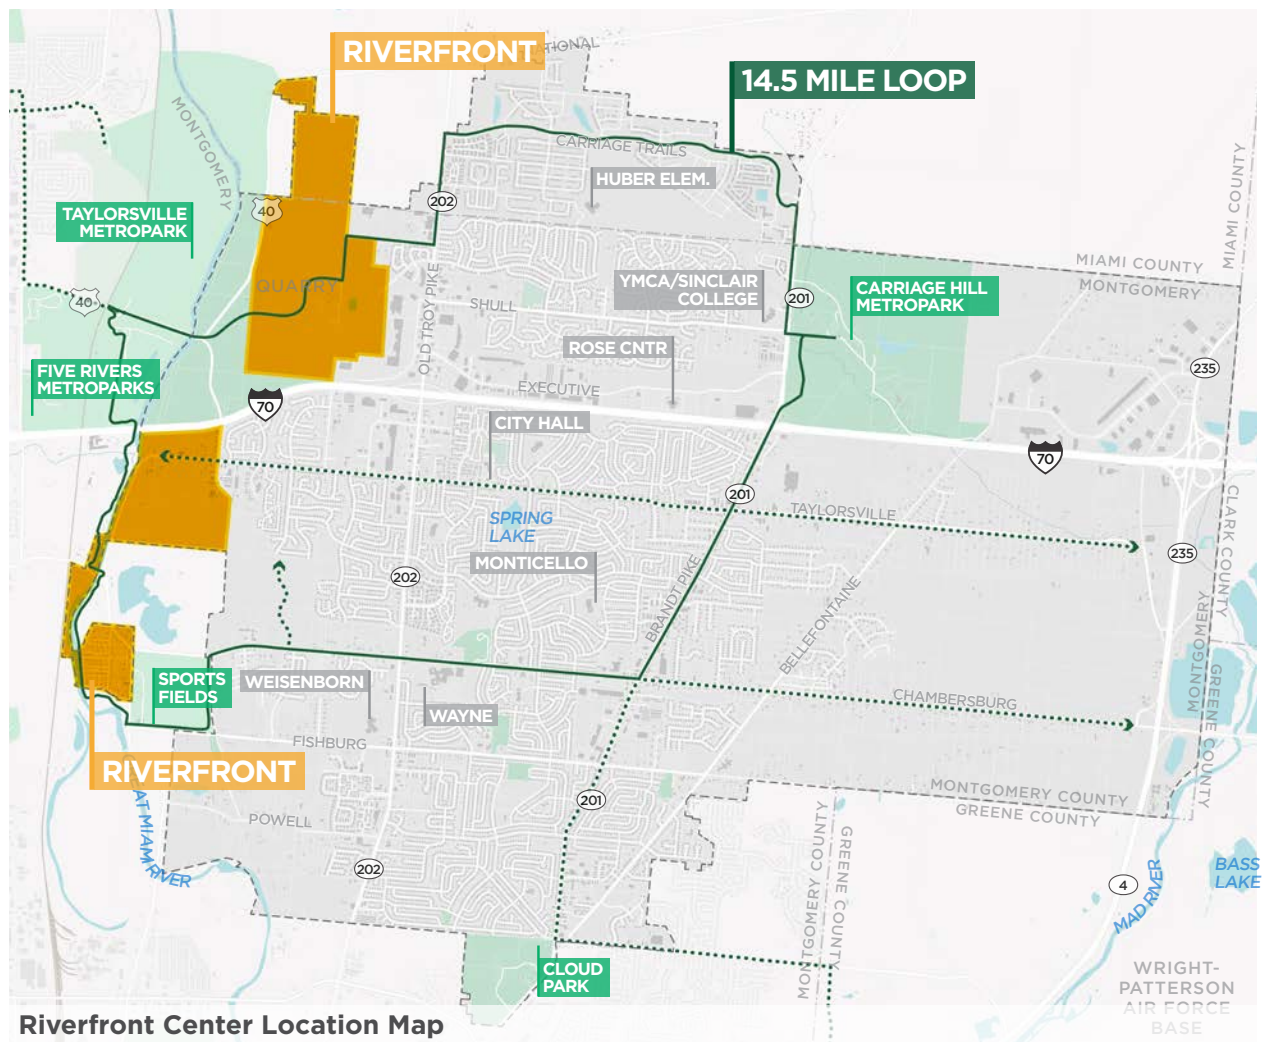 RIVERFRONT
NATIONAL
14.5 MILE LOOP
MONTGOMERY
CARRIAGE TRAILS
HUBER ELEM.
MIAMI COUNTY
202
40
TAYLORSVILLE
METROPARK
MIAMI COUNTY
MONTGOMERY
YMCA/SINCLAIR
COLLEGE
CARRIAGE HILL
METROPARK
QUARRY
40
201
SHULL
OLD TROY PIKE
ROSE CNTR
FIVE RIVERS
METROPARKS
235
EXECUTIVE
70
CITY HALL
70
201
TAYLORSVILLE
SPRING
LAKE
CLARK COUNTY
235
MONTICELLO
202
BRANDT PIKE
BELLEFONTAINE
MONTGOMERY
GREENE COUNTY
SPORTS
FIELDS
WEISENBORN
WAYNE
CHAMBERSBURG
FISHBURG
RIVERFRONT
201
MONTGOMERY COUNTY
GREENE COUNTY
POWELL
EAT MIAMI RIVER
202
MONTGOMERY COUNTY
GREENE COUNTY
4
MAD RIVER
BASS
LAKE
CLOUD
PARK
WRIGHT-
PATTERSON
AIR FORCE
BASE
Riverfront Center Location Map